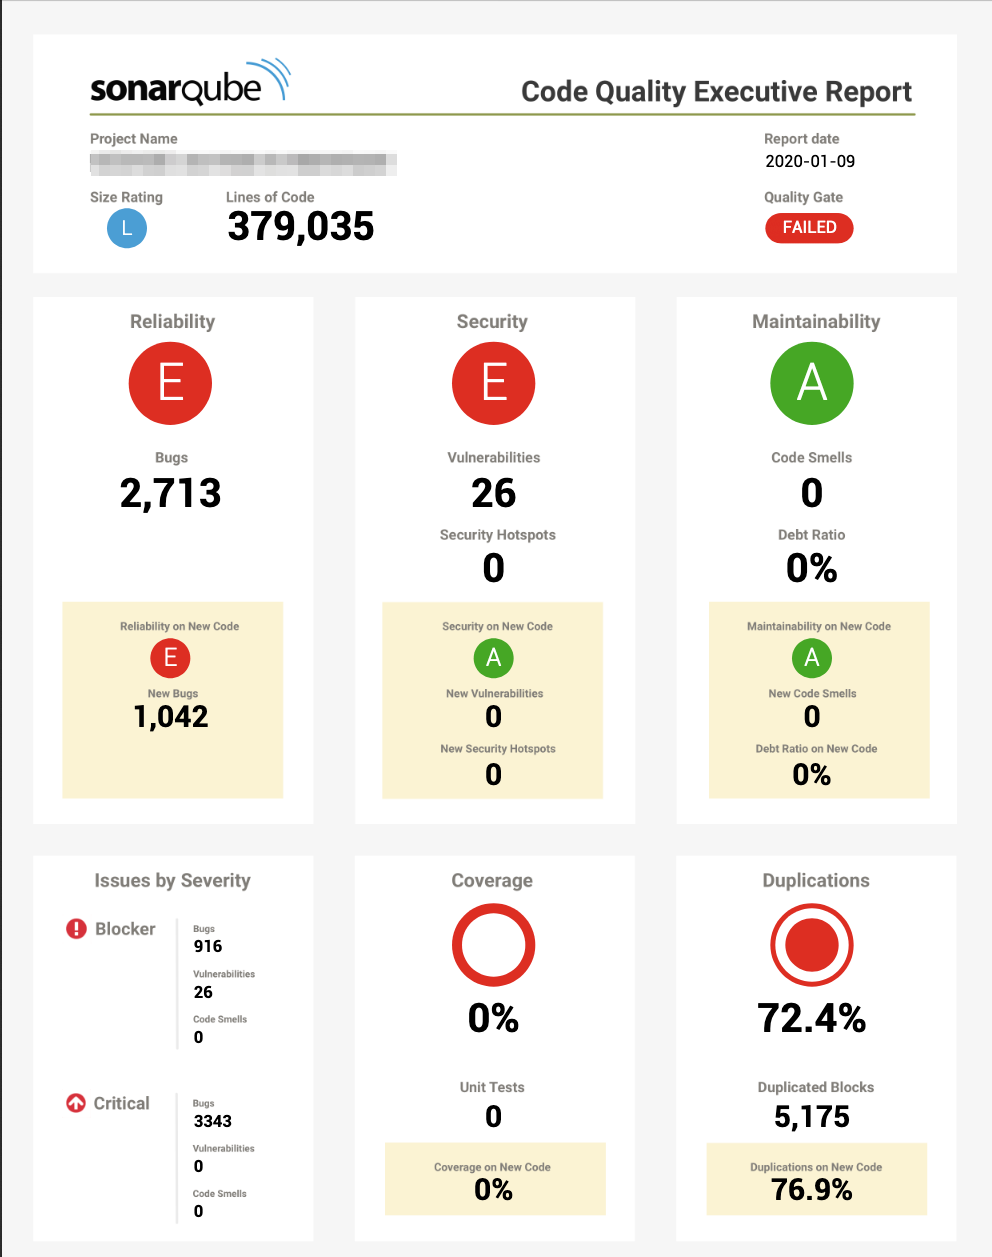 sonarqube
Code Quality Executive Report
Project Name
Report date
2020-01-09
Size Rating
Lines of Code
Quality Gate
L
379,035
FAILED
Reliability
E
Bugs
2,713
Reliability on New Code
E
New Bugs
1,042
Security
E
Vulnerabilities
26
Security Hotspots
0
Security on New Code
A
New Vulnerabilities
0
New Security Hotspots
0
Maintainability
A
Code Smells
0
Debt Ratio
0%
Maintainability on New Code
A
New Code Smells
0
Debt Ratio on New Code
0%
Issues by Severity
Blocker
Bugs
916
Vulnerabilities
26
Code Smells
0
Critical
Bugs
3343
Vulnerabilities
0
Code Smells
0
Coverage
0%
Unit Tests
0
Coverage on New Code
0%
Duplications
72.4%
Duplicated Blocks
5,175
Duplications on New Code
76.9%